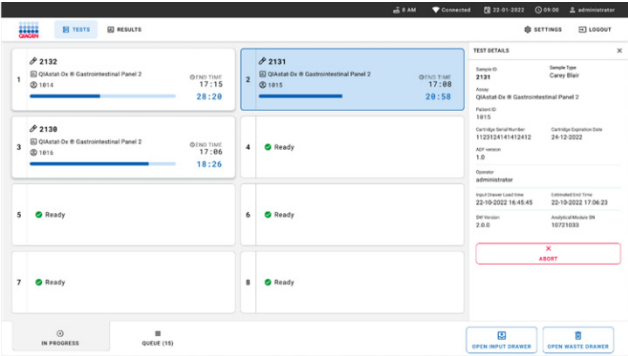 8 AM Connected 22-01-2022 09:00 administrator
QIAGEN TESTS RESULTS SETTINGS LOGOUT
1
2132
QIAstat-Dx ® Gastrointestinal Panel 2
1014
END TIME
17:15
28:20
2
2131
QIAstat-Dx ® Gastrointestinal Panel 2
1015
END TIME
17:08
20:58
3
2130
QIAstat-Dx ® Gastrointestinal Panel 2
1016
END TIME
17:06
18:26
4 Ready
5 Ready
6 Ready
7 Ready
8 Ready
TEST DETAILS
Sample ID Sample Type
2131 Carey Blair
Assay
QIAstat-Dx ® Gastrointestinal Panel 2
Patient ID
1015
Cartridge Serial Number Cartridge Expiration Date
1123124141412412 24-12-2022
ADF version
1.0
Operator
administrator
Input Drawer Load time Estimated End Time
22-10-2022 16:45:45 22-10-2022 17:06:23
SW Version Analytical Module SN
2.0.0 10721033
ABORT
IN PROGRESS QUEUE (15)
OPEN INPUT DRAWER OPEN WASTE DRAWER